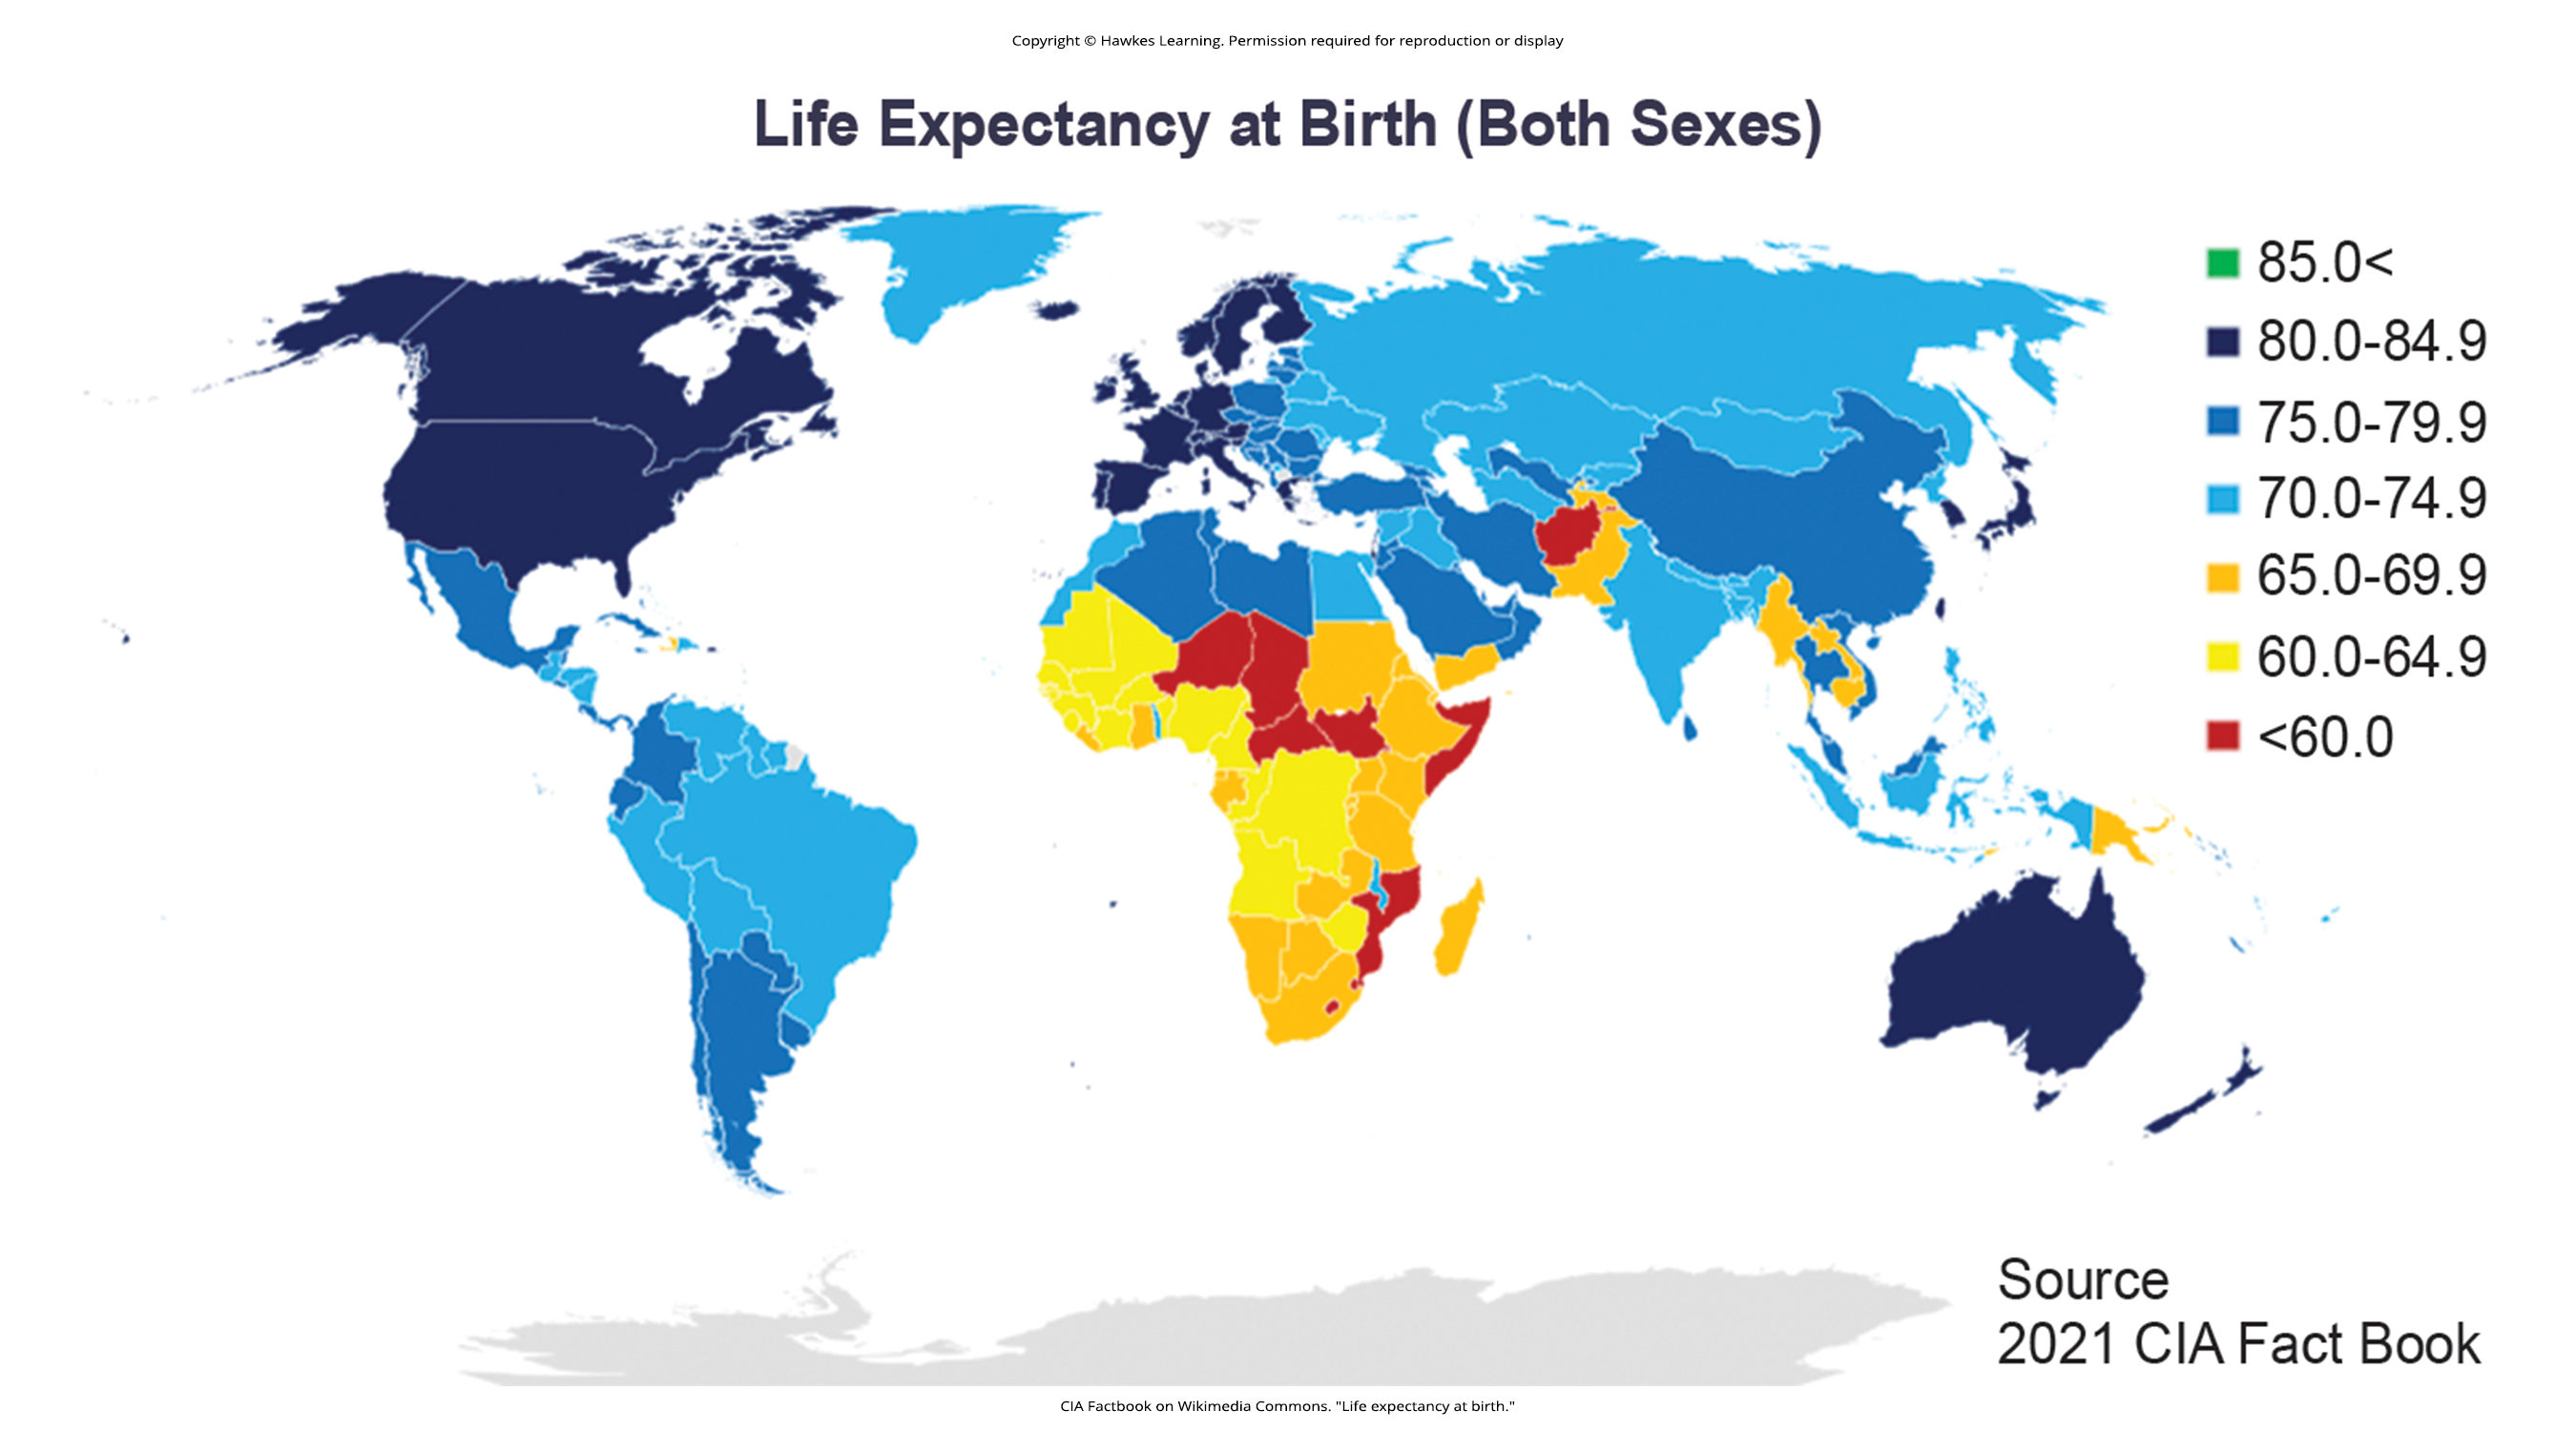 Copyright © Hawkes Learning. Permission required for reproduction or display
Life Expectancy at Birth (Both Sexes)
85.0<
80.0-84.9
75.0-79.9
70.0-74.9
65.0-69.9
60.0-64.9
<60.0
Source
2021 CIA Fact Book
CIA Factbook on Wikimedia Commons. "Life expectancy at birth."